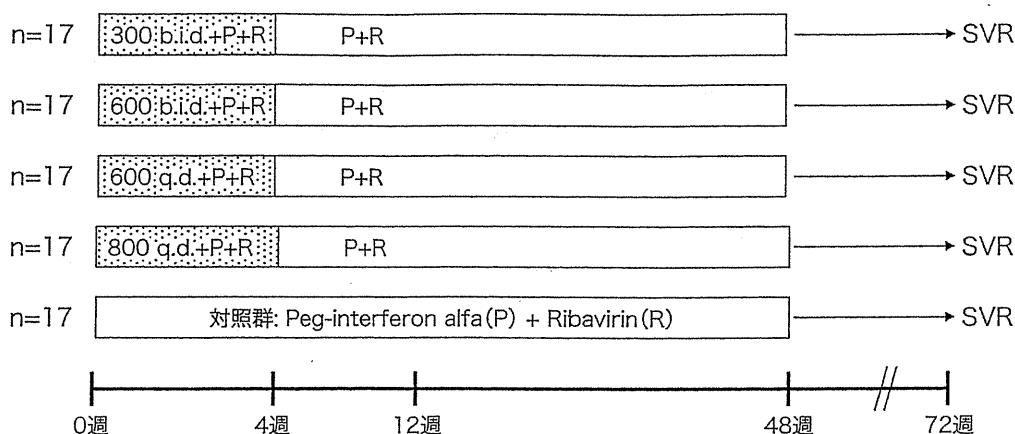 n=17 300 b.i.d.+P+R P+R SVR
n=17 600 b.i.d.+P+R P+R SVR
n=17 600 q.d.+P+R P+R SVR
n=17 800 q.d.+P+R P+R SVR
n=17 対照群: Peg-interferon alfa(P) + Ribavirin(R) SVR
0週 4週 12週 48週 72週